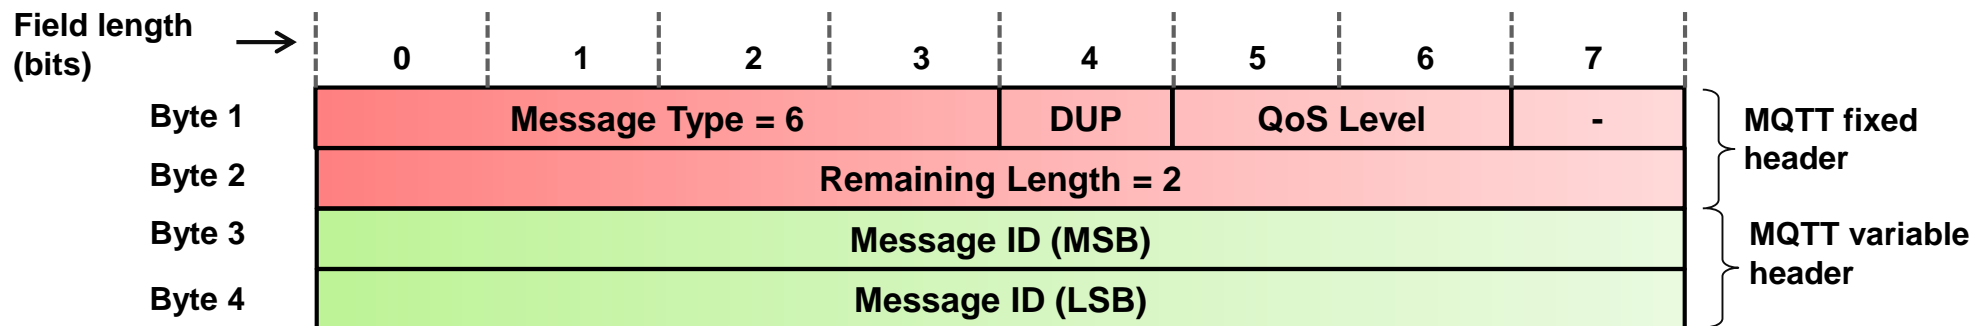 Field length
(bits)
0 1 2 3 4 5 6 7
Byte 1 Message Type = 6 DUP QoS Level - MQTT fixed
header
Byte 2 Remaining Length = 2
Byte 3 Message ID (MSB) MQTT variable
header
Byte 4 Message ID (LSB)